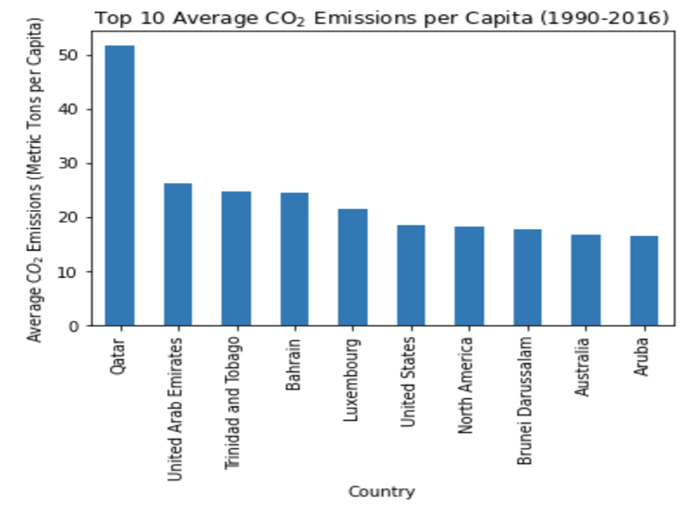 Top 10 Average CO₂ Emissions per Capita (1990-2016)
Average CO₂ Emissions (Metric Tons per Capita)
50
40
30
20
10
0
Qatar
United Arab Emirates
Trinidad and Tobago
Bahrain
Luxembourg
United States
North America
Brunei Darussalam
Australia
Aruba
Country